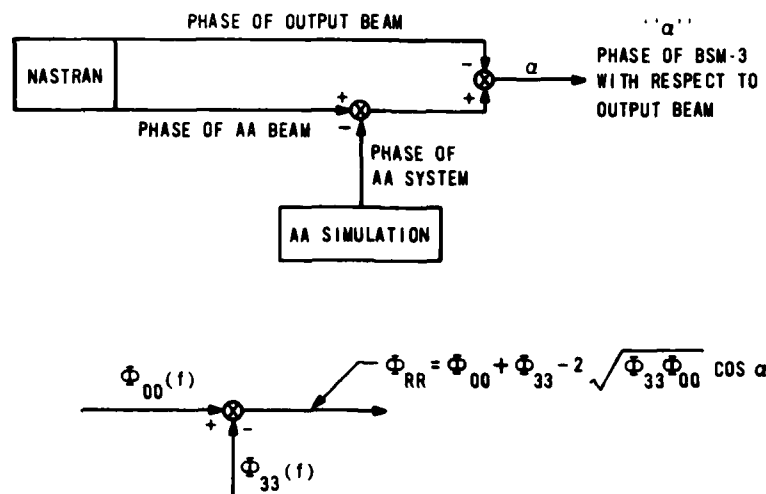 PHASE OF OUTPUT BEAM
"α"
NASTRAN
-
α
PHASE OF BSM-3
WITH RESPECT TO
OUTPUT BEAM
+
+
-
PHASE OF AA BEAM
PHASE OF
AA SYSTEM
AA SIMULATION
Φ00(f)
ΦRR = Φ00 + Φ33 -2 √Φ33Φ00 COS α
+
-
Φ33(f)